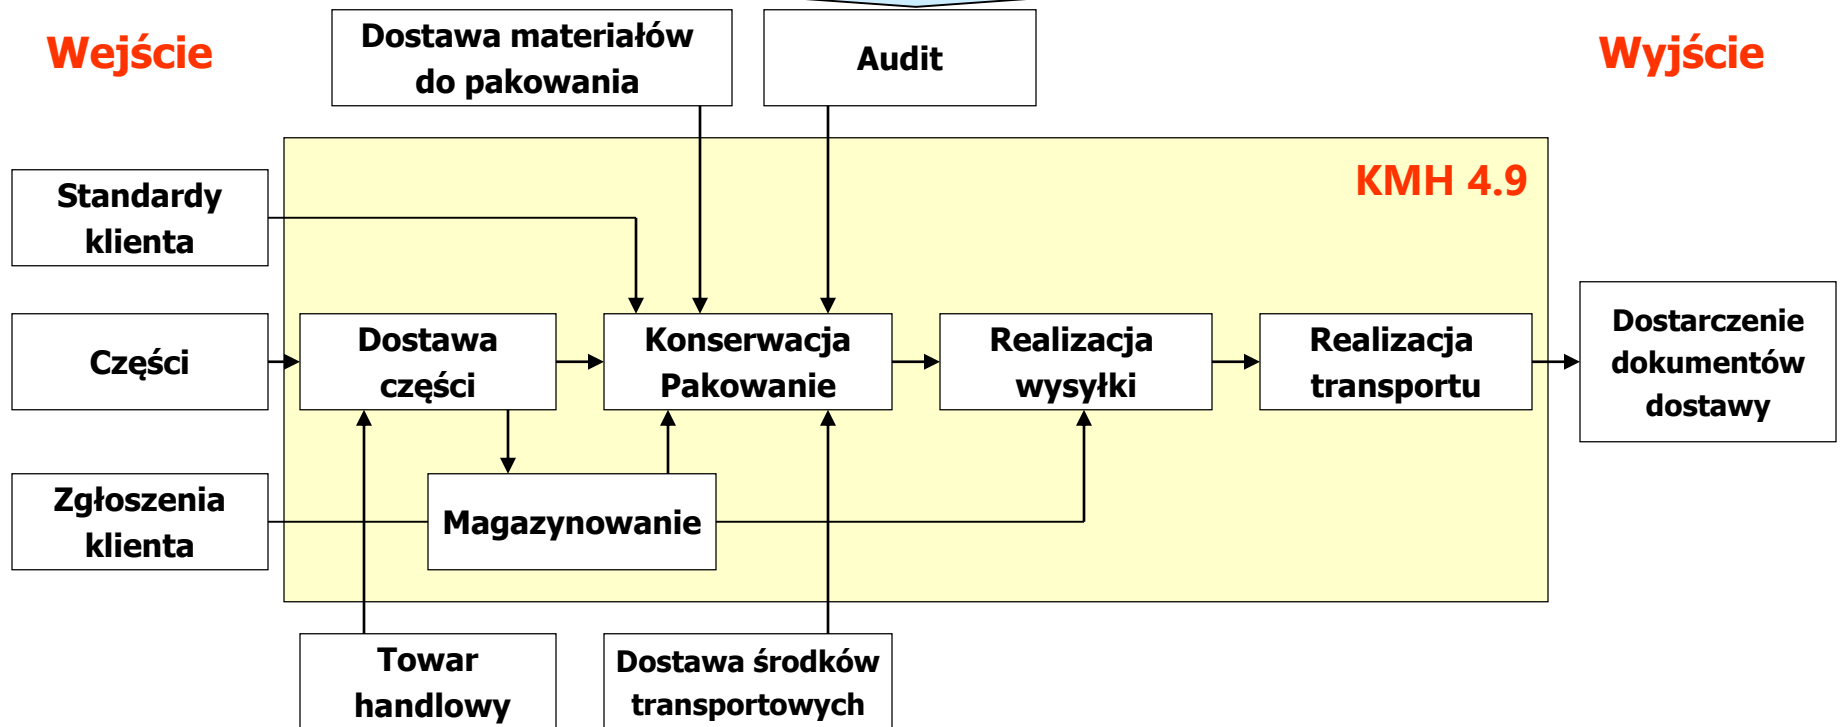 Wejście
Dostawa materiałów
do pakowania
Audit
Wyjście
KMH 4.9
Standardy
klienta
Części
Dostawa
części
Konserwacja
Pakowanie
Realizacja
wysyłki
Realizacja
transportu
Dostarczenie
dokumentów
dostawy
Zgłoszenia
klienta
Magazynowanie
Towar
handlowy
Dostawa środków
transportowych